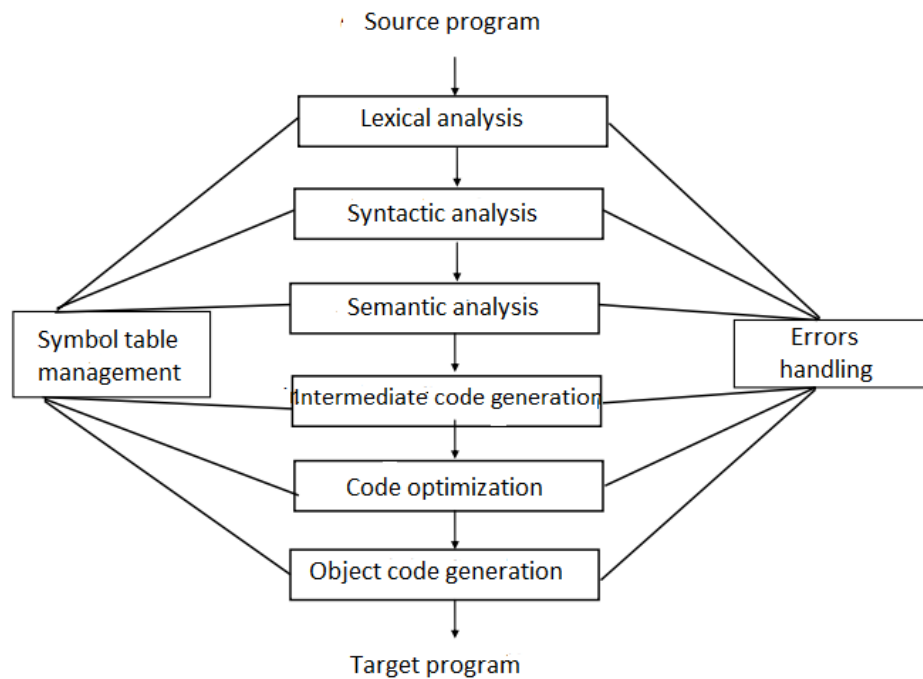 Source program
Lexical analysis
Syntactic analysis
Semantic analysis
Symbol table
management
Errors
handling
Intermediate code generation
Code optimization
Object code generation
Target program